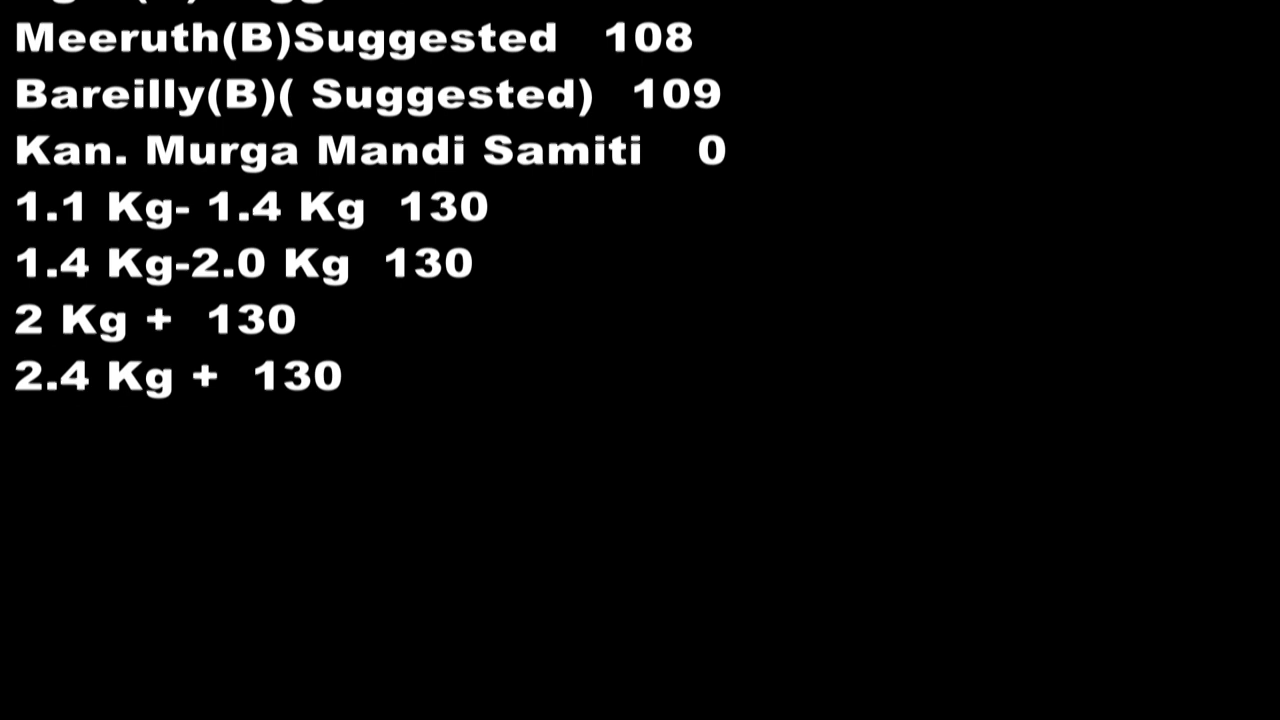 Meeruth(B)Suggested 108
Bareilly(B)( Suggested) 109
Kan. Murga Mandi Samiti 0
1.1 Kg- 1.4 Kg 130
1.4 Kg-2.0 Kg 130
2 Kg + 130
2.4 Kg + 130